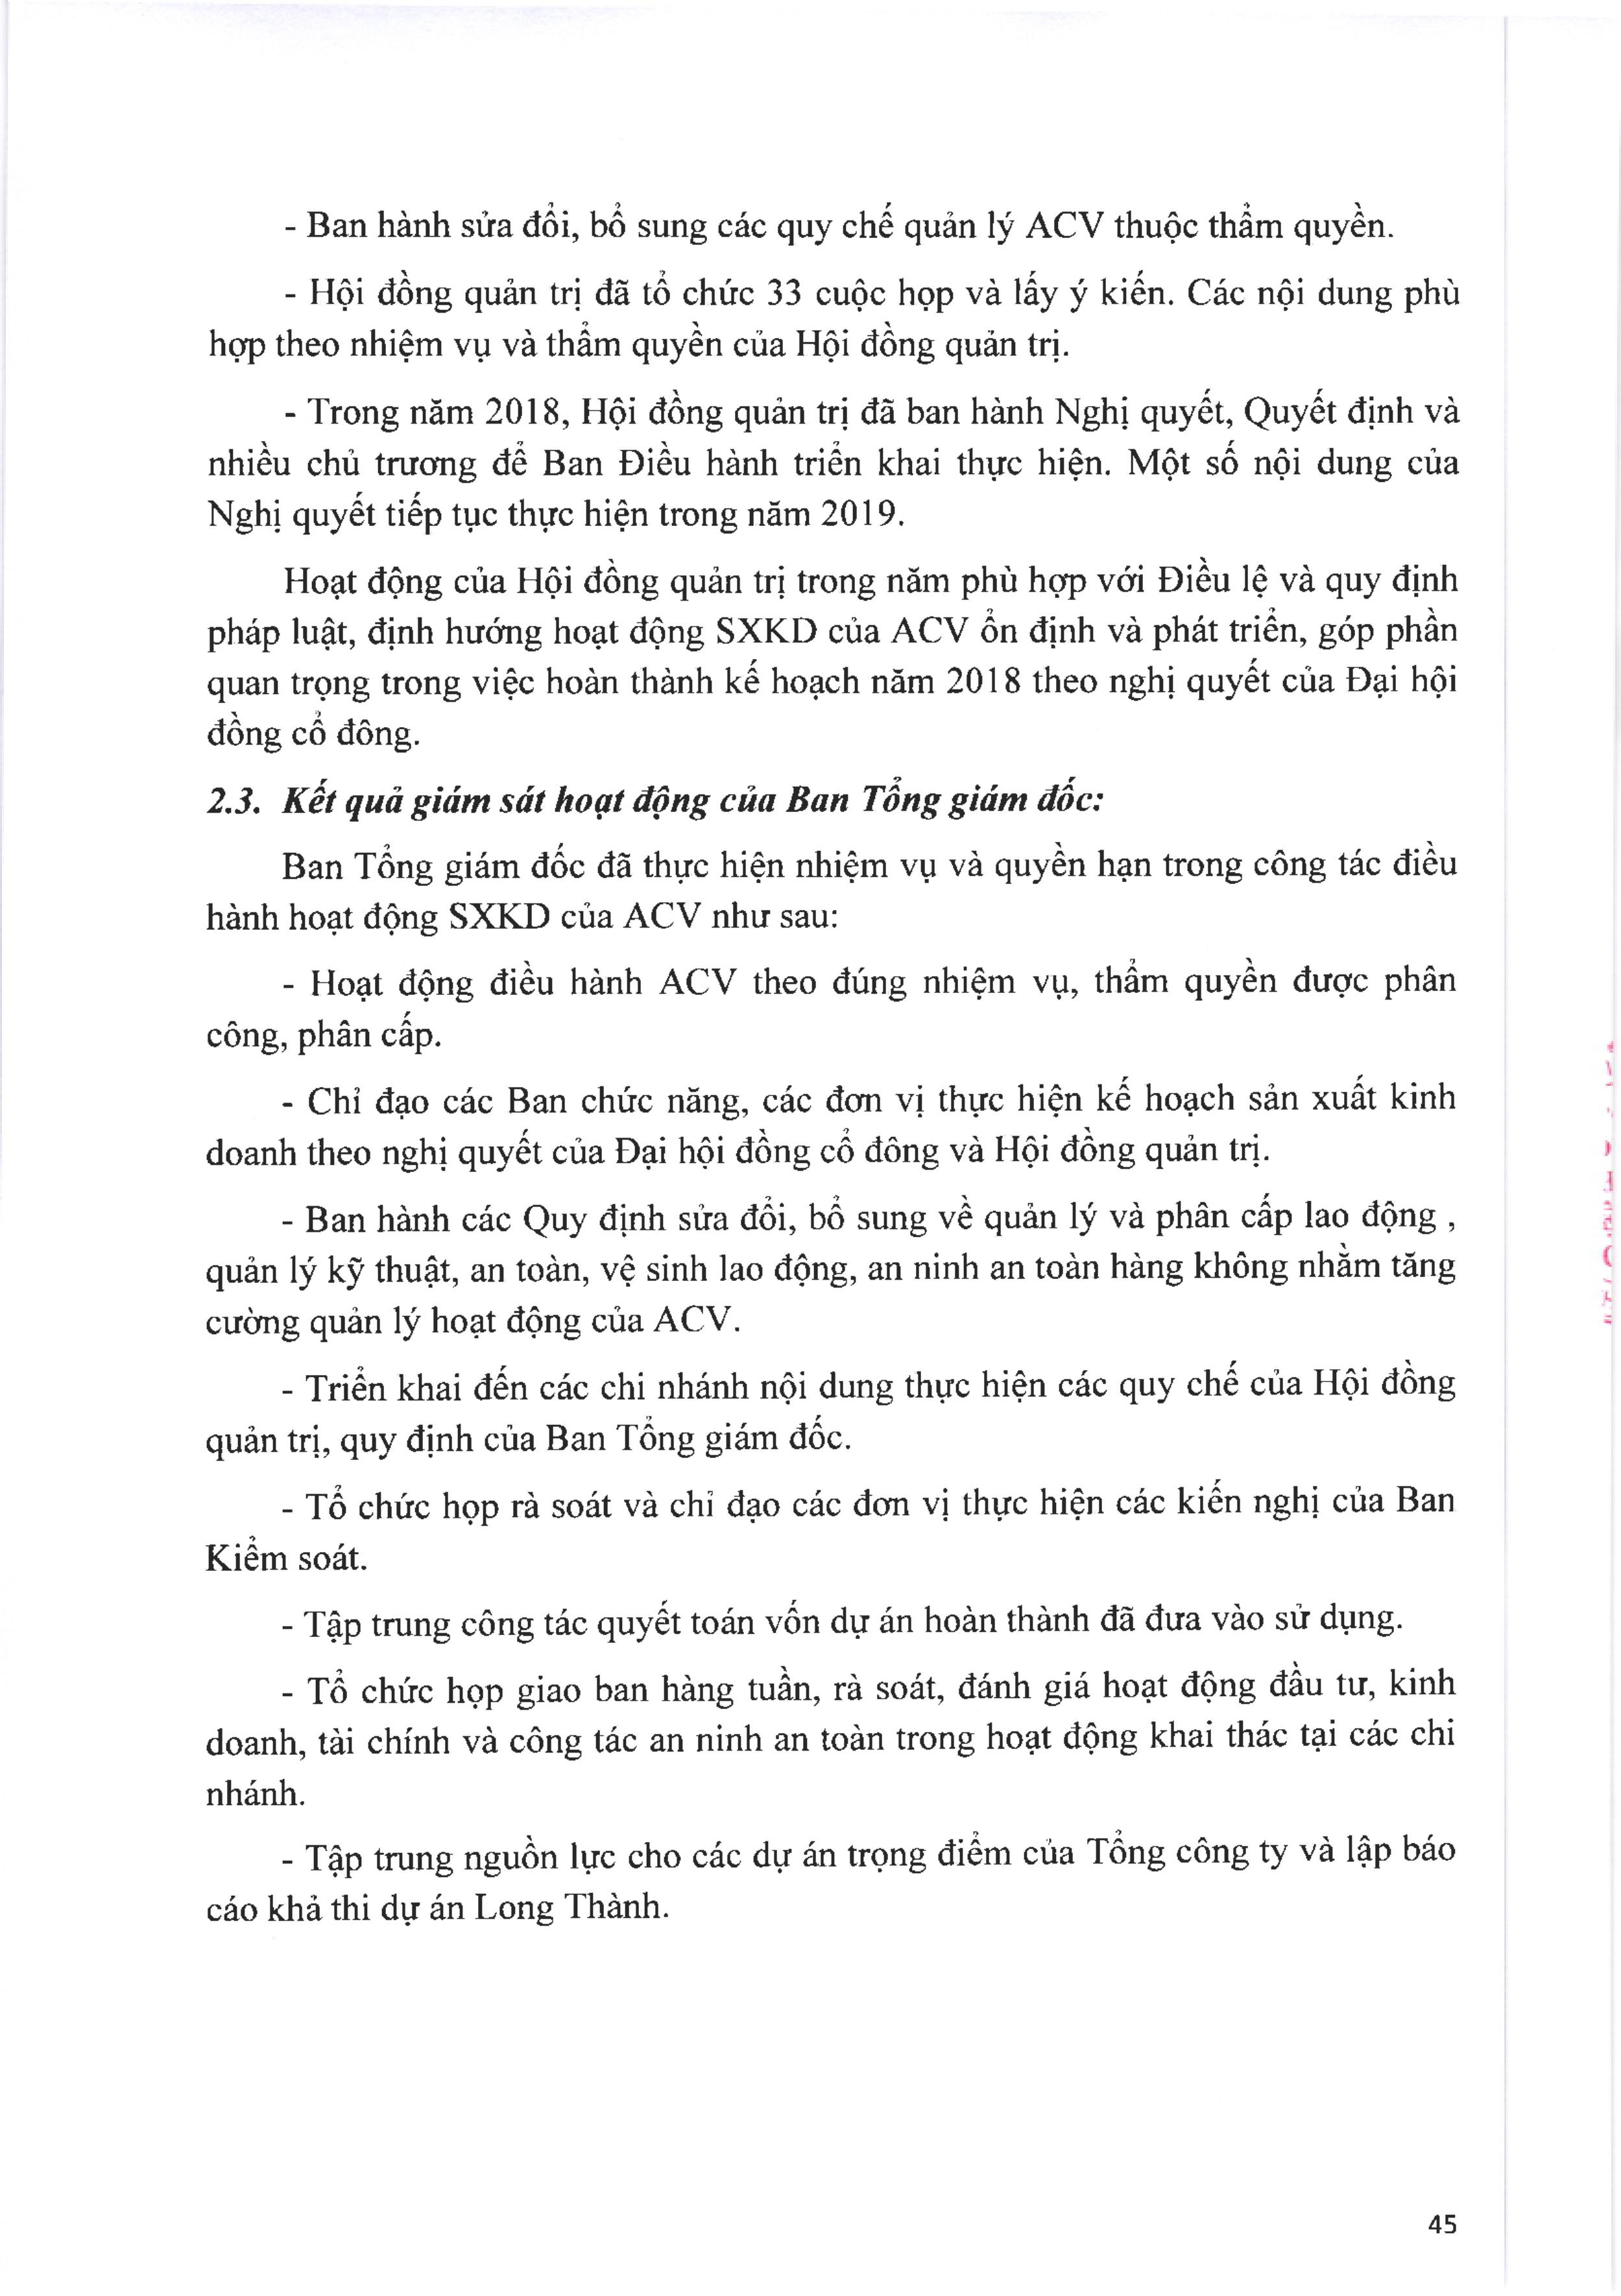 - Ban hành sửa đổi, bổ sung các quy chế quản lý ACV thuộc thẩm quyền.
- Hội đồng quản trị đã tổ chức 33 cuộc họp và lấy ý kiến. Các nội dung phù
hợp theo nhiệm vụ và thẩm quyền của Hội đồng quản trị.
- Trong năm 2018, Hội đồng quản trị đã ban hành Nghị quyết, Quyết định và
nhiều chủ trương để Ban Điều hành triển khai thực hiện. Một số nội dung của
Nghị quyết tiếp tục thực hiện trong năm 2019.
Hoạt động của Hội đồng quản trị trong năm phù hợp với Điều lệ và quy định
pháp luật, định hướng hoạt động SXKD của ACV ổn định và phát triển, góp phần
quan trọng trong việc hoàn thành kế hoạch năm 2018 theo nghị quyết của Đại hội
đồng cổ đông.
2.3. Kết quả giám sát hoạt động của Ban Tổng giám đốc:
Ban Tổng giám đốc đã thực hiện nhiệm vụ và quyền hạn trong công tác điều
hành hoạt động SXKD của ACV như sau:
- Hoạt động điều hành ACV theo đúng nhiệm vụ, thẩm quyền được phân
công, phân cấp.
- Chỉ đạo các Ban chức năng, các đơn vị thực hiện kế hoạch sản xuất kinh
doanh theo nghị quyết của Đại hội đồng cổ đông và Hội đồng quản trị.
- Ban hành các Quy định sửa đổi, bổ sung về quản lý và phân cấp lao động ,
quản lý kỹ thuật, an toàn, vệ sinh lao động, an ninh an toàn hàng không nhằm tăng
cường quản lý hoạt động của ACV.
- Triển khai đến các chi nhánh nội dung thực hiện các quy chế của Hội đồng
quản trị, quy định của Ban Tổng giám đốc.
- Tổ chức họp rà soát và chỉ đạo các đơn vị thực hiện các kiến nghị của Ban
Kiểm soát.
- Tập trung công tác quyết toán vốn dự án hoàn thành đã đưa vào sử dụng.
- Tổ chức họp giao ban hàng tuần, rà soát, đánh giá hoạt động đầu tư, kinh
doanh, tài chính và công tác an ninh an toàn trong hoạt động khai thác tại các chi
nhánh.
- Tập trung nguồn lực cho các dự án trọng điểm của Tổng công ty và lập báo
cáo khả thi dự án Long Thành.
45